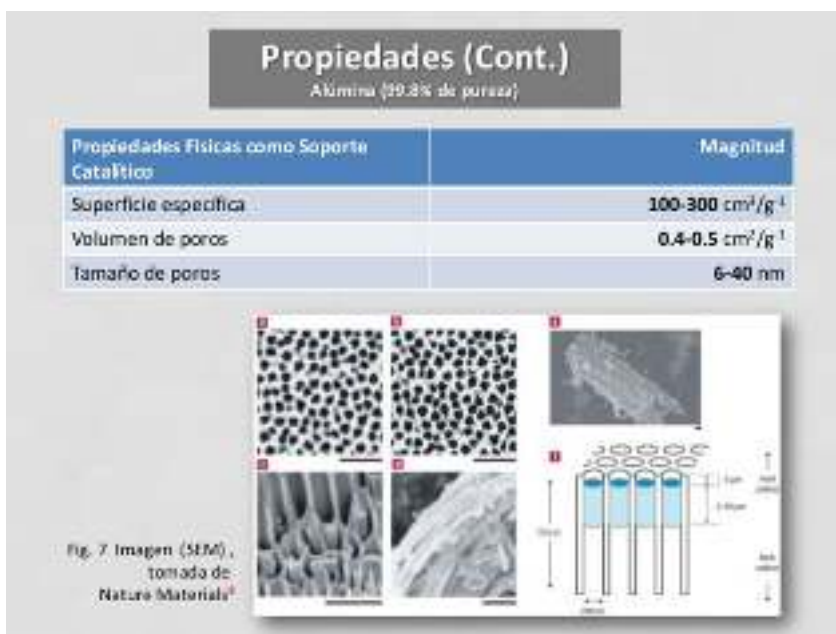 Propiedades (Cont.)
Alúmina (99.8% de pureza)
Propiedades Físicas como Soporte
Catalítico
Magnitud
Superficie específica
100-300 cm²/g⁻¹
Volumen de poros
0.4-0.5 cm²/g⁻¹
Tamaño de poros
6-40 nm
Fig. 7 Imagen (SEM),
tomada de
Nature Materials